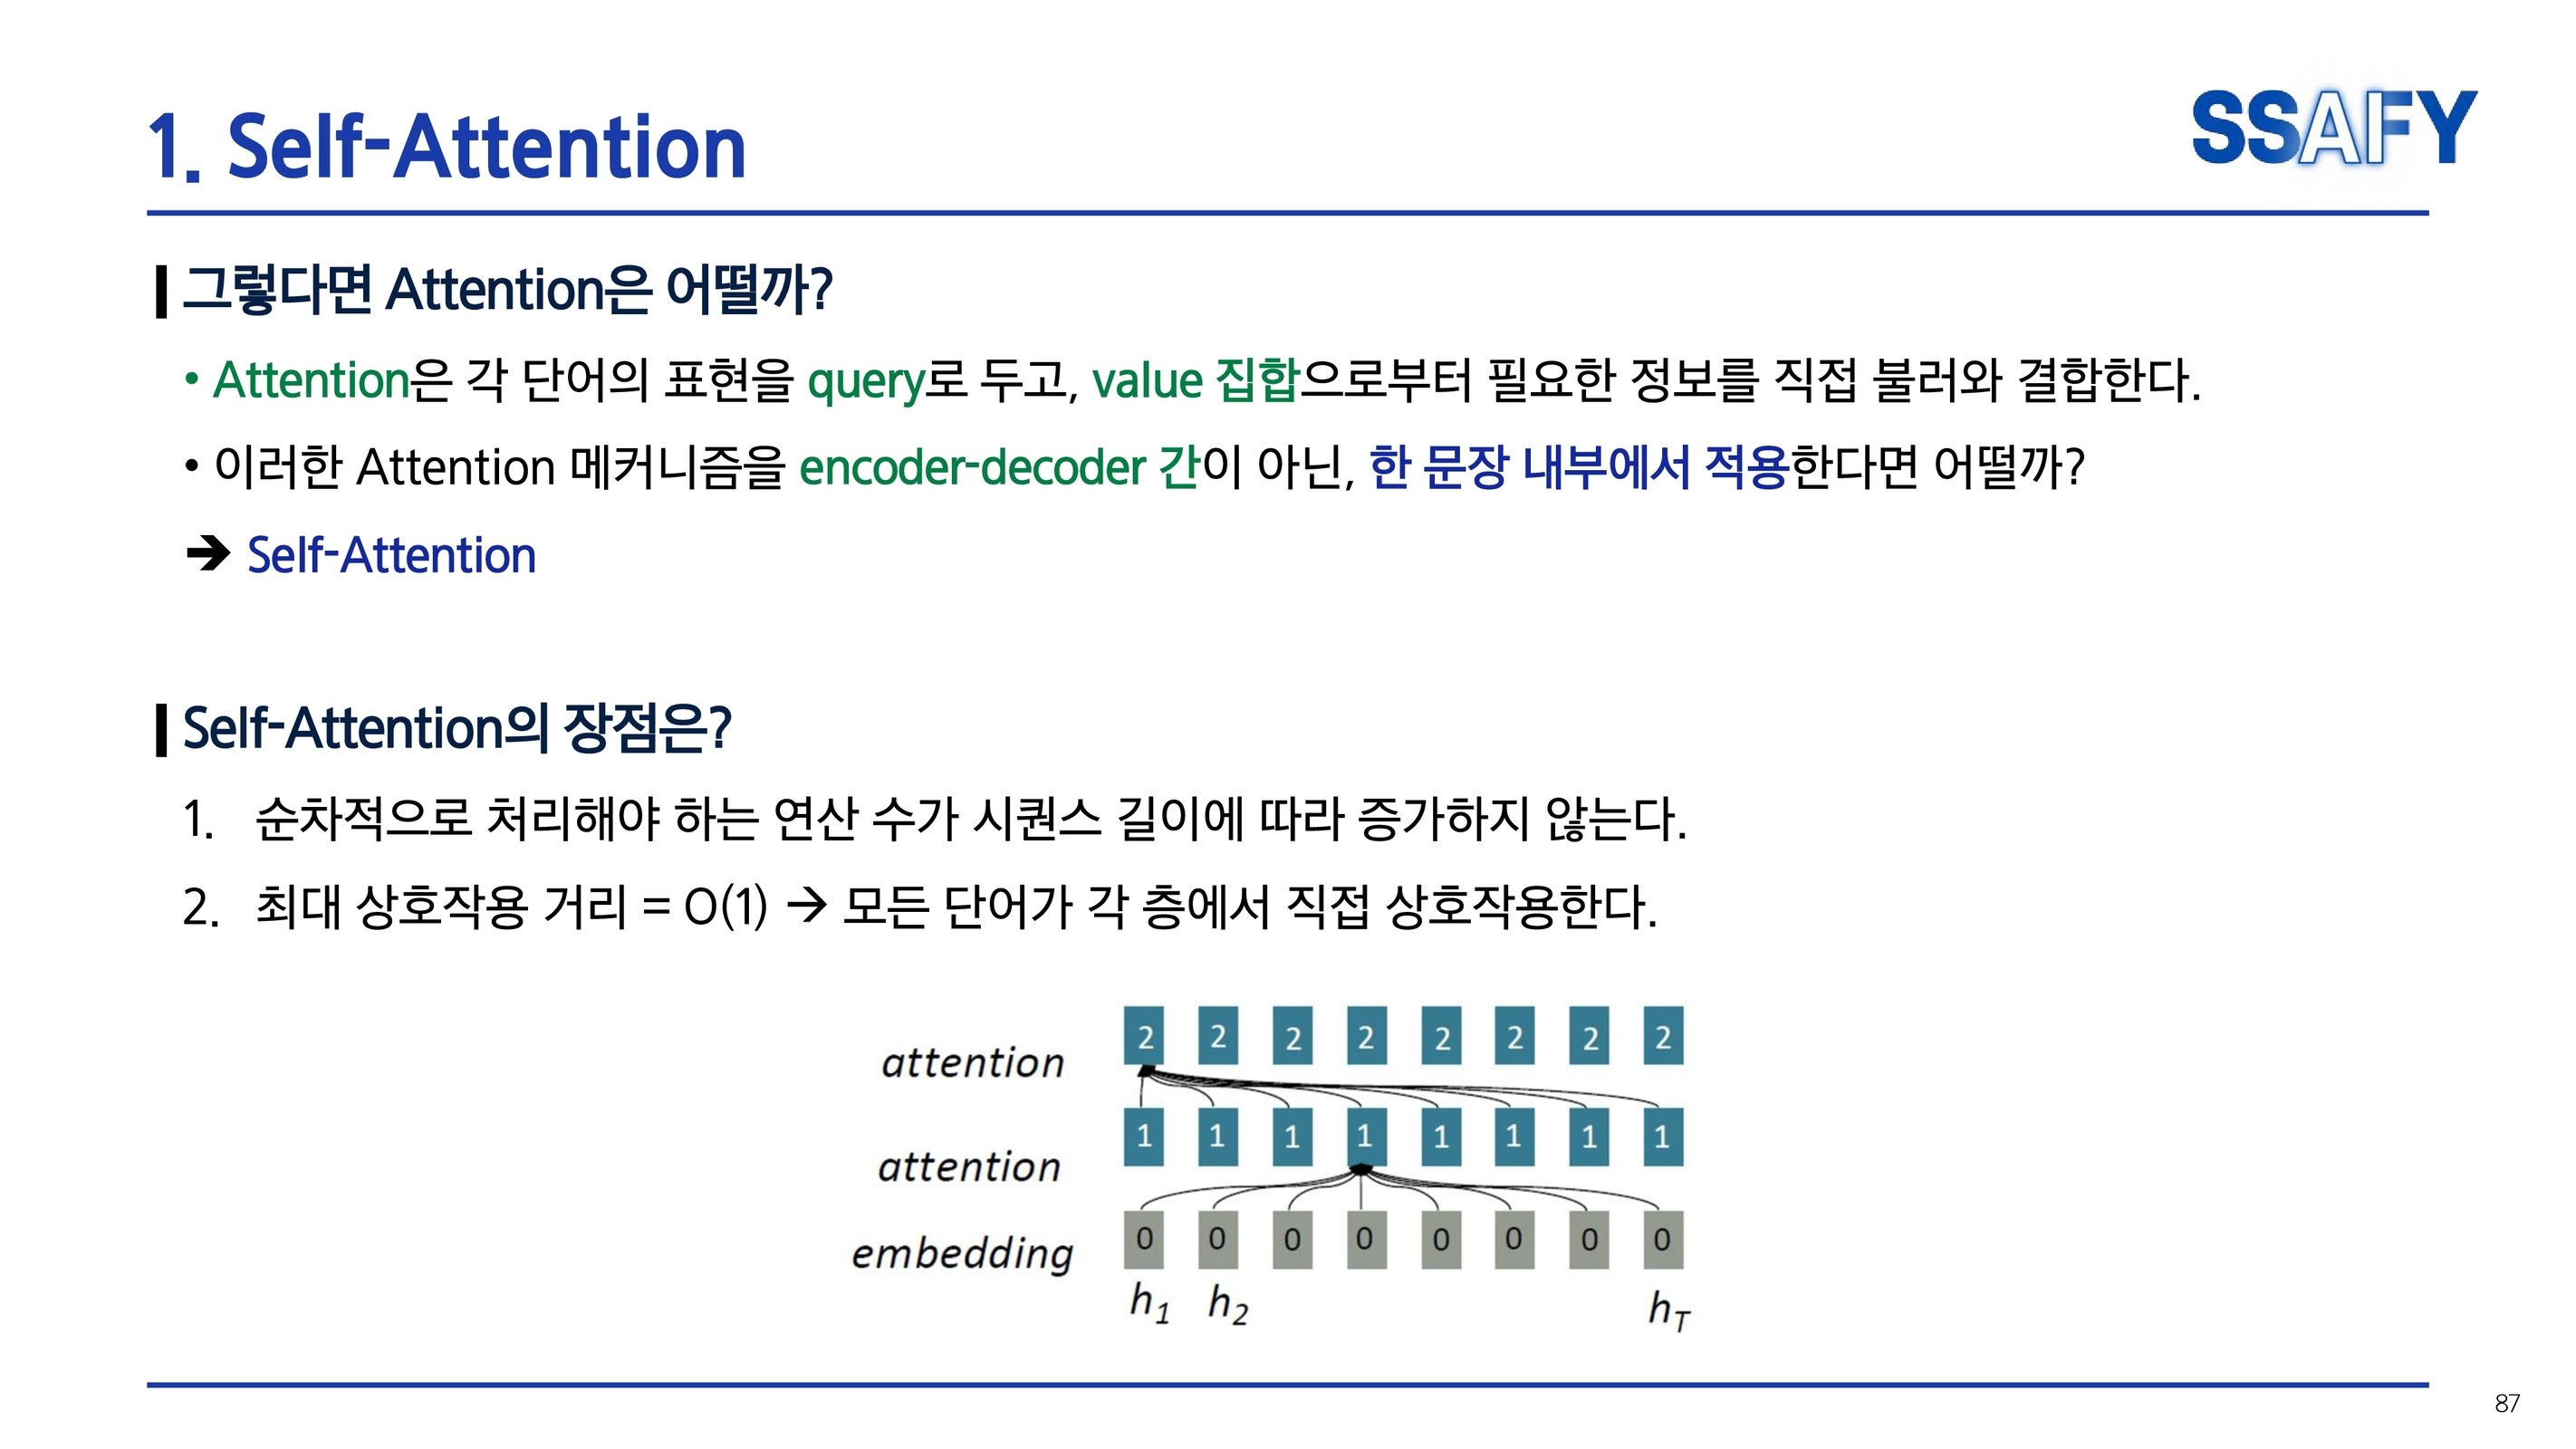 1. Self-Attention
SSAFY
그렇다면 Attention은 어떨까?
• Attention은 각 단어의 표현을 query로 두고, value 집합으로부터 필요한 정보를 직접 불러와 결합한다.
• 이러한 Attention 메커니즘을 encoder-decoder 간이 아닌, 한 문장 내부에서 적용한다면 어떨까?
➔ Self-Attention
Self-Attention의 장점은?
1. 순차적으로 처리해야 하는 연산 수가 시퀀스 길이에 따라 증가하지 않는다.
2. 최대 상호작용 거리 = O(1) → 모든 단어가 각 층에서 직접 상호작용한다.
2 2 2 2 2 2 2 2
attention
1 1 1 1 1 1 1 1
attention
0 0 0 0 0 0 0 0
embedding
h1 h2 hT
87